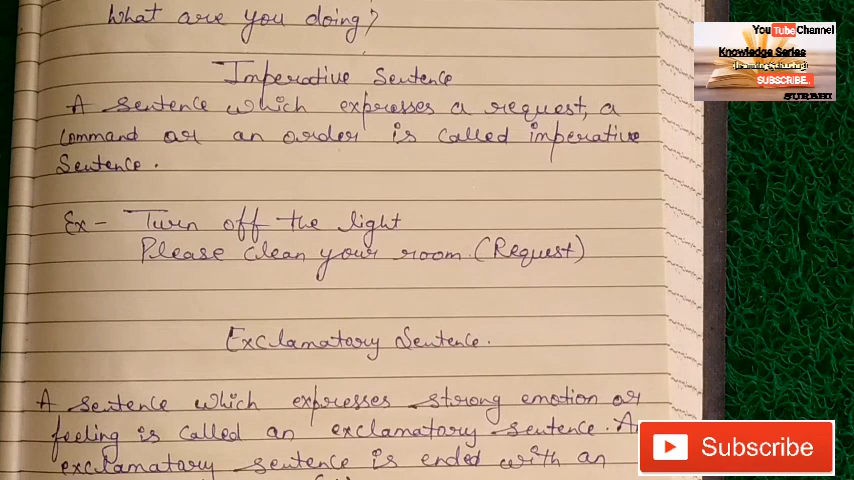 What are you doing?
Imperative Sentence
A sentence which expresses a request, a
command or an order is called imperative
Sentence.
Ex- Turn off the light
Please clean your room. (Request)
Exclamatory Sentence.
A sentence which expresses strong emotion or
feeling is called an exclamatory sentence. An
exclamatory sentence is ended with an
YouTube Channel
Knowledge Series
SUBSCRIBE..
SURBHI
Subscribe